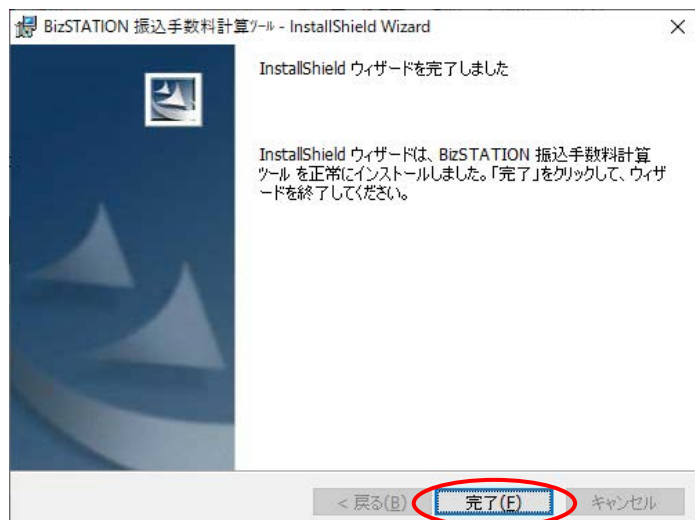 BizSTATION 振込手数料計算ﾂｰﾙ - InstallShield Wizard
InstallShield ウィザードを完了しました
InstallShield ウィザードは、BizSTATION 振込手数料計算
ﾂｰﾙ を正常にインストールしました。「完了」をクリックして、ウィザ
ードを終了してください。
< 戻る(B)
完了(F)
キャンセル